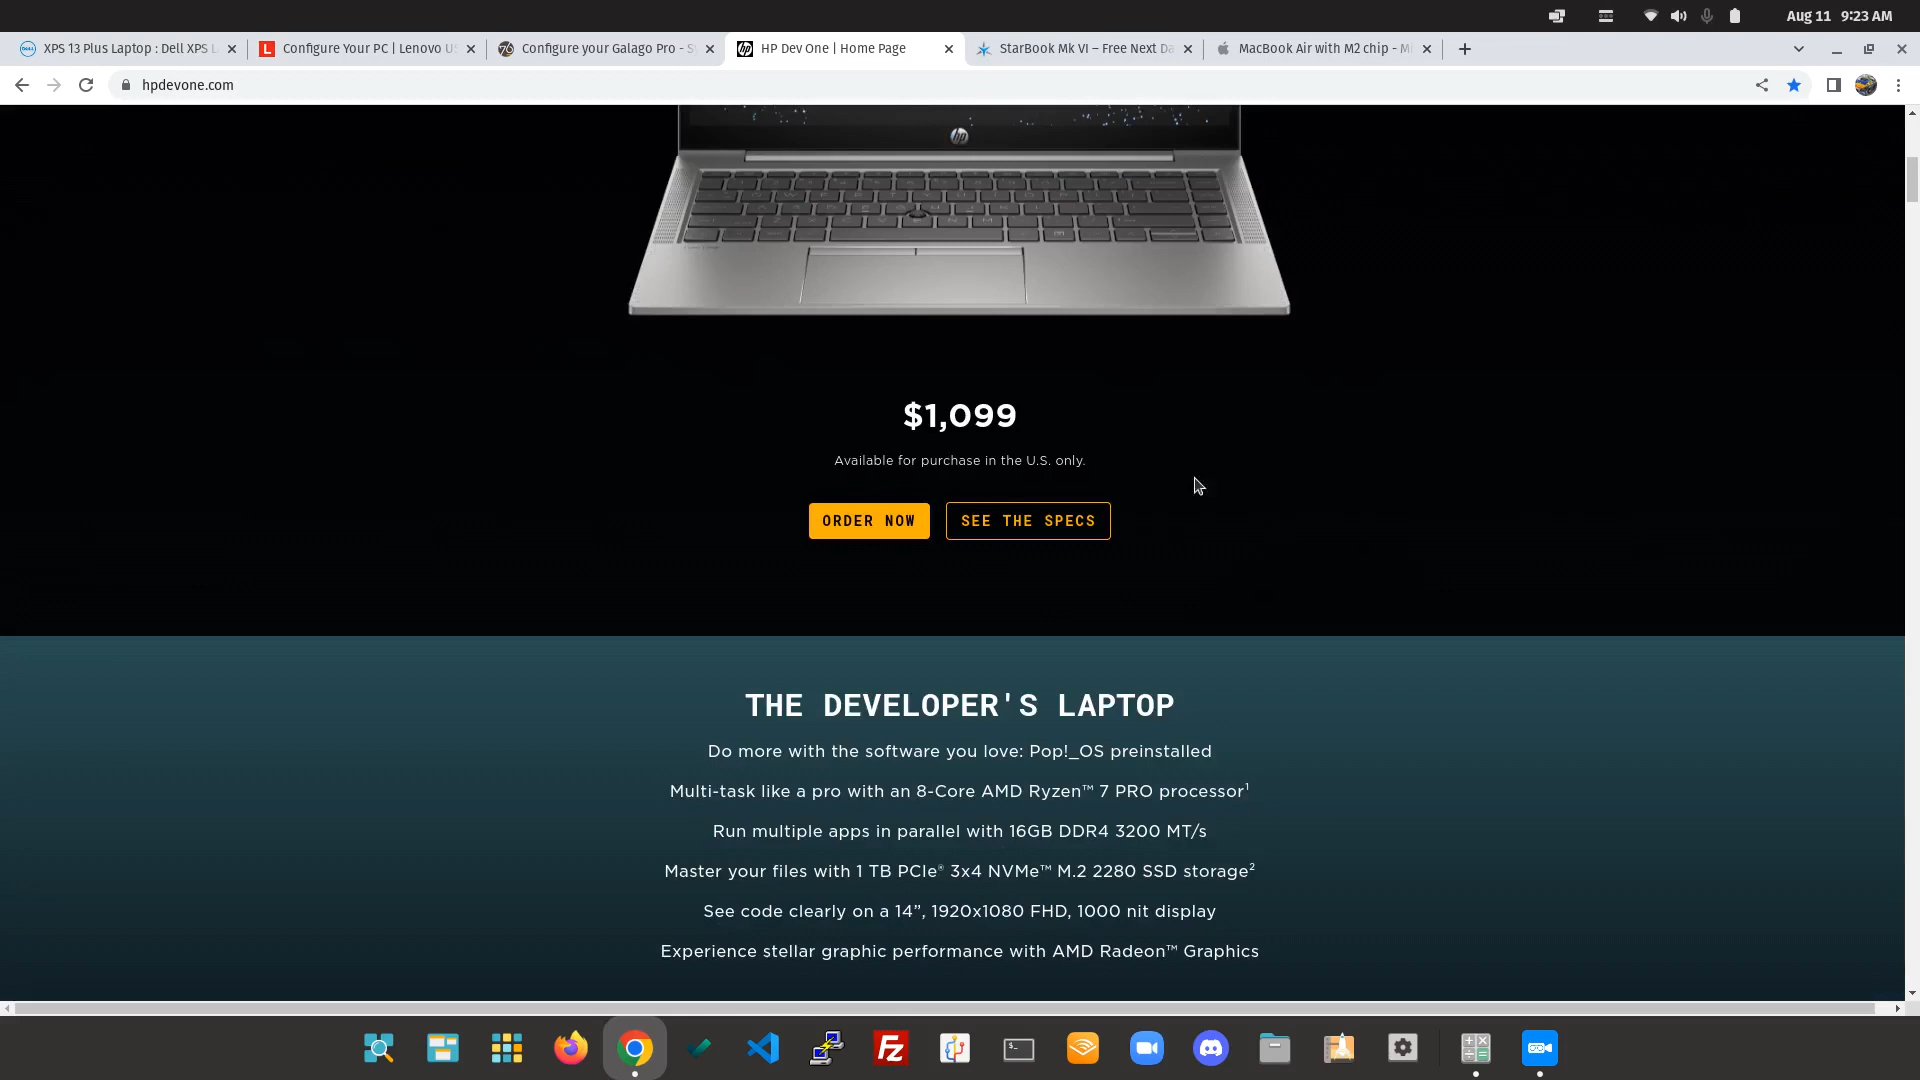 Aug 11 9:23 AM
XPS 13 Plus Laptop : Dell XPS L
Configure Your PC | Lenovo US
Configure your Galago Pro - S
HP Dev One | Home Page
StarBook Mk VI – Free Next Da
MacBook Air with M2 chip - M
hpdevone.com
hp
$1,099
Available for purchase in the U.S. only.
ORDER NOW
SEE THE SPECS
THE DEVELOPER'S LAPTOP
Do more with the software you love: Pop!_OS preinstalled
Multi-task like a pro with an 8-Core AMD Ryzen™ 7 PRO processor¹
Run multiple apps in parallel with 16GB DDR4 3200 MT/s
Master your files with 1 TB PCIe® 3x4 NVMe™ M.2 2280 SSD storage²
See code clearly on a 14”, 1920x1080 FHD, 1000 nit display
Experience stellar graphic performance with AMD Radeon™ Graphics